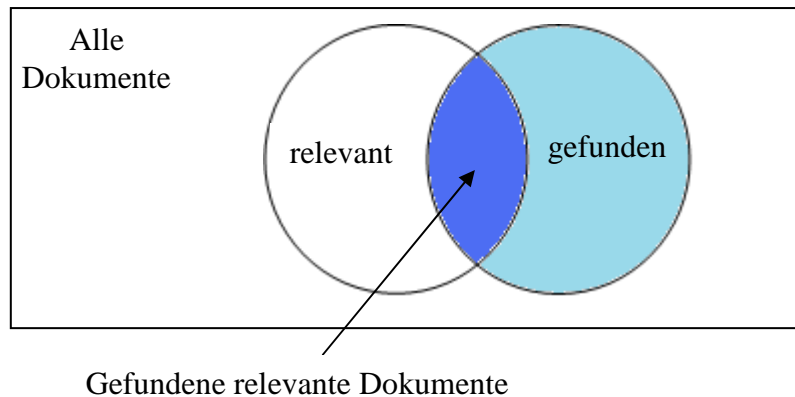 Alle
Dokumente
relevant
gefunden
Gefundene relevante Dokumente